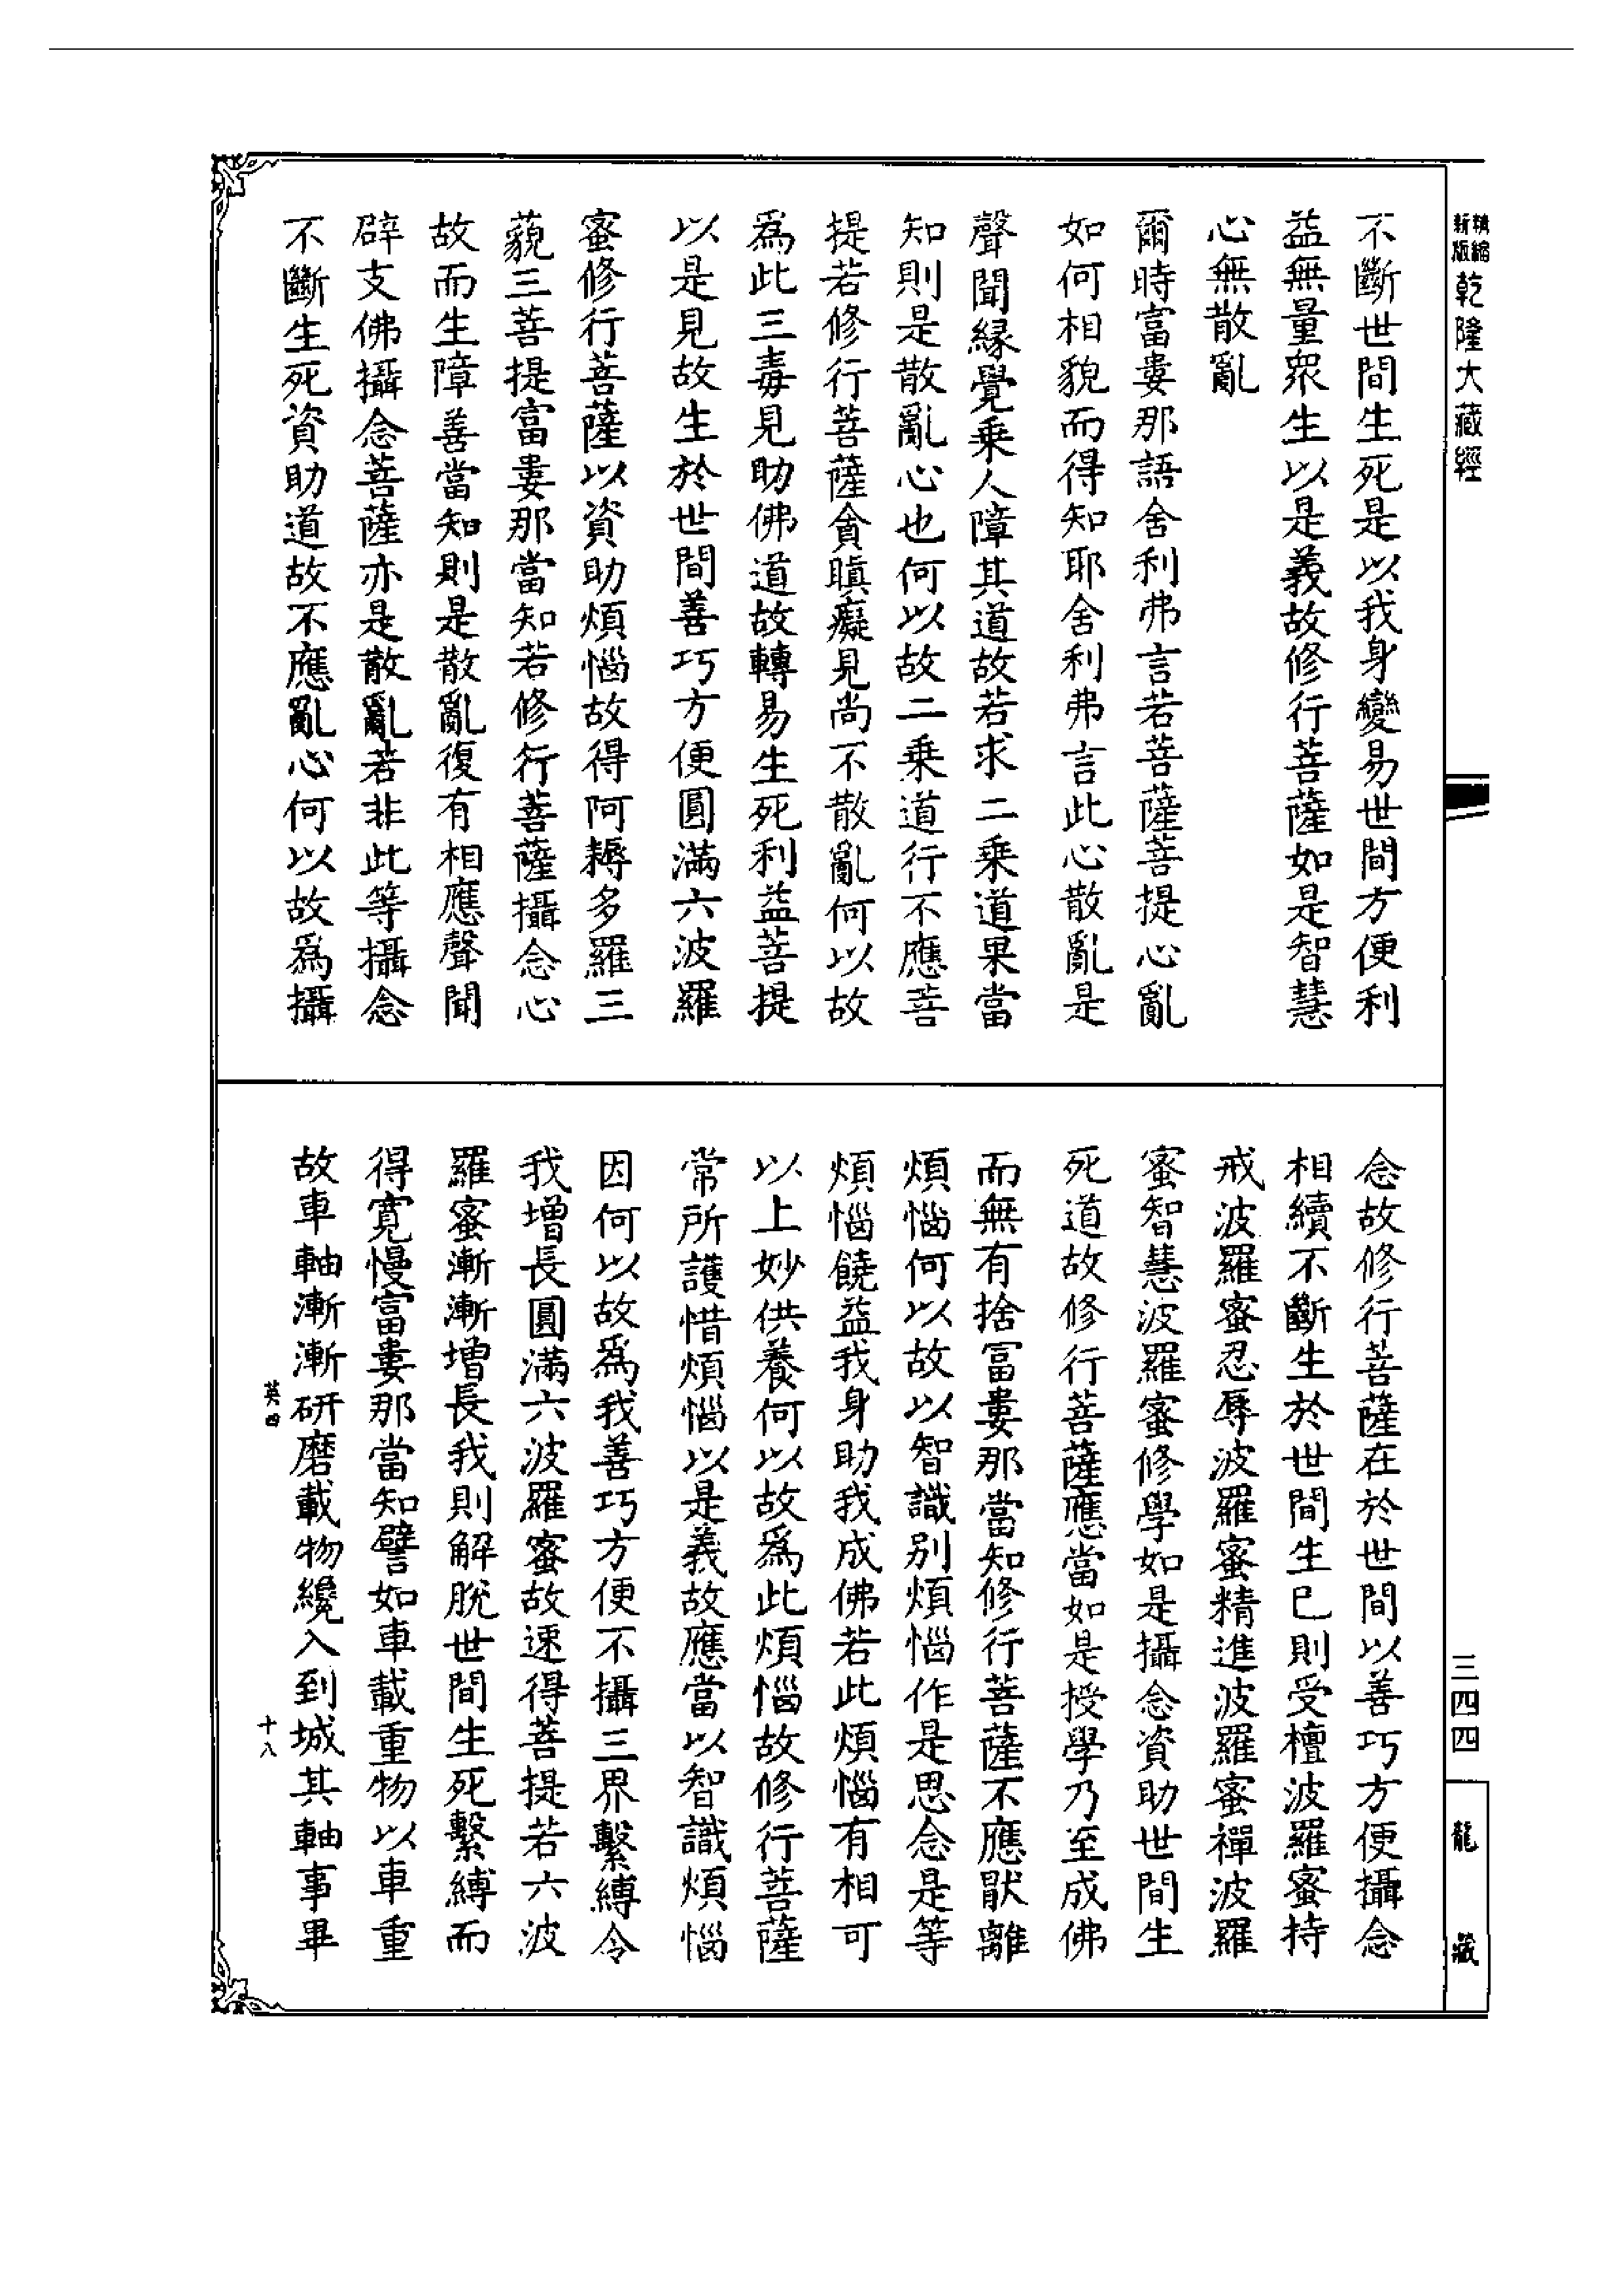 精縮新版乾隆大藏經
三四四
龍藏
不斷世間生死是以我身變易世間方便利
益無量衆生以是義故修行菩薩如是智慧
心無散亂
爾時富婁那語舍利弗言若菩薩菩提心亂
如何相貌而得知耶舍利弗言此心散亂是
聲聞緣覺乘人障其道故若求二乘道果當
知則是散亂心也何以故二乘道行不應菩
提若修行菩薩貪瞋癡見尚不散亂何以故
爲此三毒見助佛道故轉易生死利益菩提
以是見故生於世間善巧方便圓滿六波羅
蜜修行菩薩以資助煩惱故得阿耨多羅三
藐三菩提富婁那當知若修行菩薩攝念心
故而生障善當知則是散亂復有相應聲聞
辟支佛攝念菩薩亦是散亂若非此等攝念
不斷生死資助道故不應亂心何以故爲攝
念故修行菩薩在於世間以善巧方便攝念
相續不斷生於世間生已則受檀波羅蜜持
戒波羅蜜忍辱波羅蜜精進波羅蜜禪波羅
蜜智慧波羅蜜修學如是攝念資助世間生
死道故修行菩薩應當如是授學乃至成佛
而無有捨冨婁那當知修行菩薩不應猒離
煩惱何以故以智識別煩惱作是思念是等
煩惱饒益我身助我成佛若此煩惱有相可
以上妙供養何以故爲此煩惱故修行菩薩
常所護惜煩惱以是義故應當以智識煩惱
因何以故爲我善巧方便不攝三界繫縛令
我增長圓滿六波羅蜜故速得菩提若六波
羅蜜漸漸增長我則解脫世間生死繫縛而
得寬慢富婁那當知譬如車載重物以車重
故車軸漸漸研磨載物纔入到城其軸事畢
英四
十八